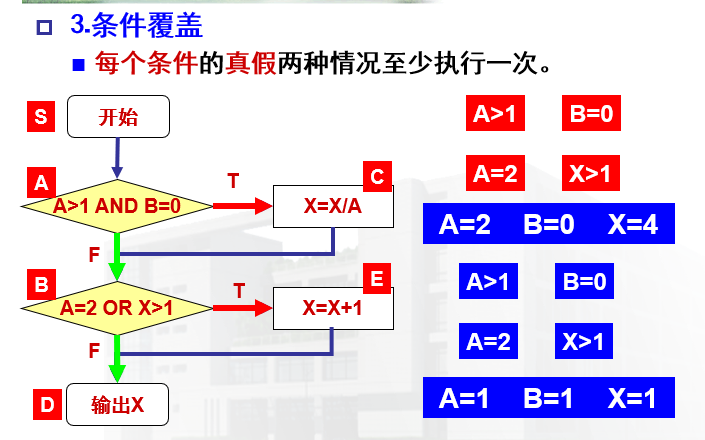 3.条件覆盖
每个条件的真假两种情况至少执行一次。
S
开始
A
A>1 AND B=0
T
C
X=X/A
F
B
A=2 OR X>1
T
E
X=X+1
F
D
输出X
A>1 B=0
A=2 X>1
A=2 B=0 X=4
A>1 B=0
A=2 X>1
A=1 B=1 X=1